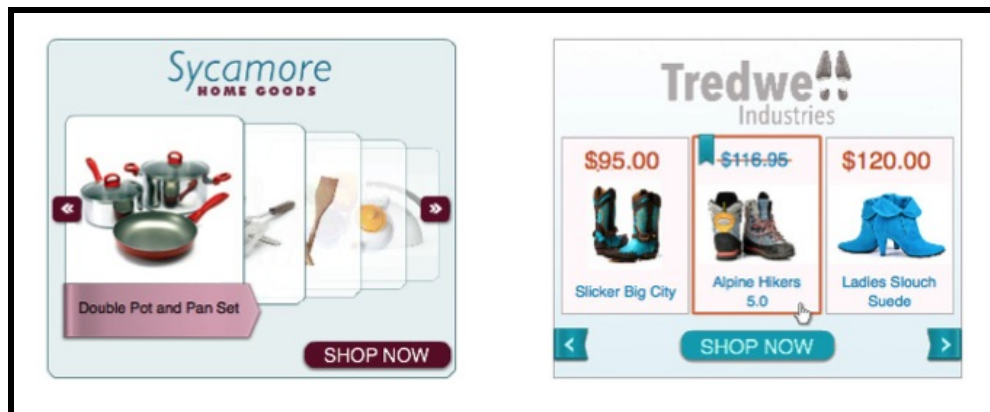 Sycamore
HOME GOODS
«
»
Double Pot and Pan Set
SHOP NOW
Tredwell
Industries
$95.00
$116.95
$120.00
Slicker Big City
Alpine Hikers
5.0
Ladies Slouch
Suede
<
SHOP NOW
>